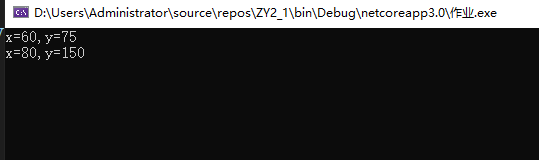 D:\Users\Administrator\source\repos\ZY2_1\bin\Debug\netcoreapp3.0\作业.exe
x=60, y=75
x=80, y=150